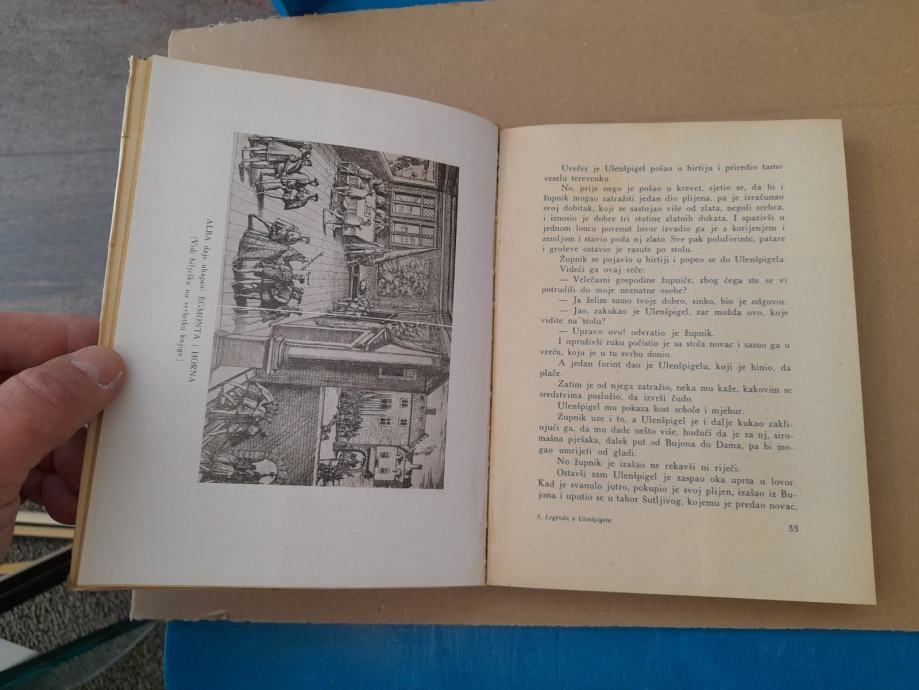 ALBA daje uhapsiti EGMONTA i HORNA
(Vidi bilješku na svršetku knjige.)
Uvečer je Ulenšpigel pošao u birtiju i priredio tamo
veselu terevenku.
No, prije nego je pošao u krevet, sjetio se, da bi i
župnik mogao zatražiti jedan dio plijena, pa je izračunao
svoj dobitak, koji se sastojao više od zlata, negoli srebra,
i iznosio je dobre tri stotine zlatnih dukata. I spazivši u
jednom loncu povenut lovor izvadio ga je s korijenjem i
zemljom i stavio poda nj zlato. Sve pak poluforinte, patare
i groševe ostavio je rasute po stolu.
Župnik se pojavio u birtiji i popeo se do Ulenšpigela.
Videći ga ovaj reče:
— Velečasni gospodine župniče, zbog čega ste se vi
potrudili do moje neznatne osobe?
— Ja želim samo tvoje dobro, sinko, bio je odgovor.
— Jao, zakukao je Ulenšpigel, zar možda ovo, koje
vidite na stolu?
— Upravo ovo! odvratio je župnik.
I ispruživši ruku počistio je sa stola novac i sasuo ga u
vreću, koju je u tu svrhu donio.
A jedan forint dao je Ulenšpigelu, koji je hinio, da
plače.
Zatim je od njega zatražio, neka mu kaže, kakovim se
sredstvima poslužio, da izvrši čudo.
Ulenšpigel mu pokaza kost schola i mjehur.
Župnik uze i to, a Ulenšpigel je i dalje kukao zakli-
njući ga, da mu dade nešto više, budući da je za nj, siro-
mašna pješaka, dalek put od Bujona do Dama, pa bi mo-
gao umrijeti od gladi.
No župnik je izašao ne rekavši ni riječi.
Ostavši sam Ulenšpigel je zaspao oka uprta u lovor.
Kad je svanulo jutro, pokupio je svoj plijen, izašao iz Bu-
jona i uputio se u tabor Šutljivog, kojemu je predao novac,
3. Legenda o Ulenšpigelu
33